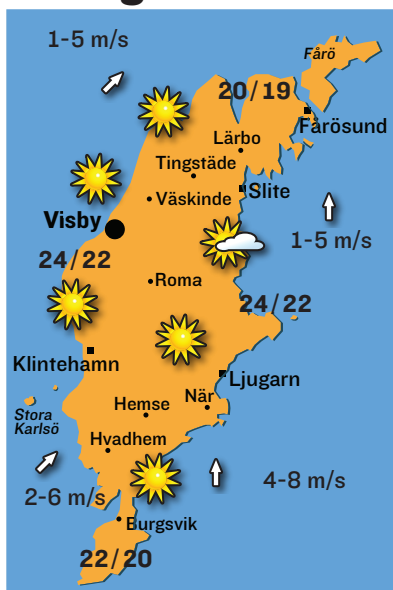 1-5 m/s
Fårö
20/19
Fårösund
Lärbo
Tingstäde
Slite
Väskinde
Visby
1-5 m/s
24/22
Roma
24/22
Klintehamn
Ljugarn
När
Hemse
Stora
Karlsö
Hvadhem
4-8 m/s
2-6 m/s
Burgsvik
22/20